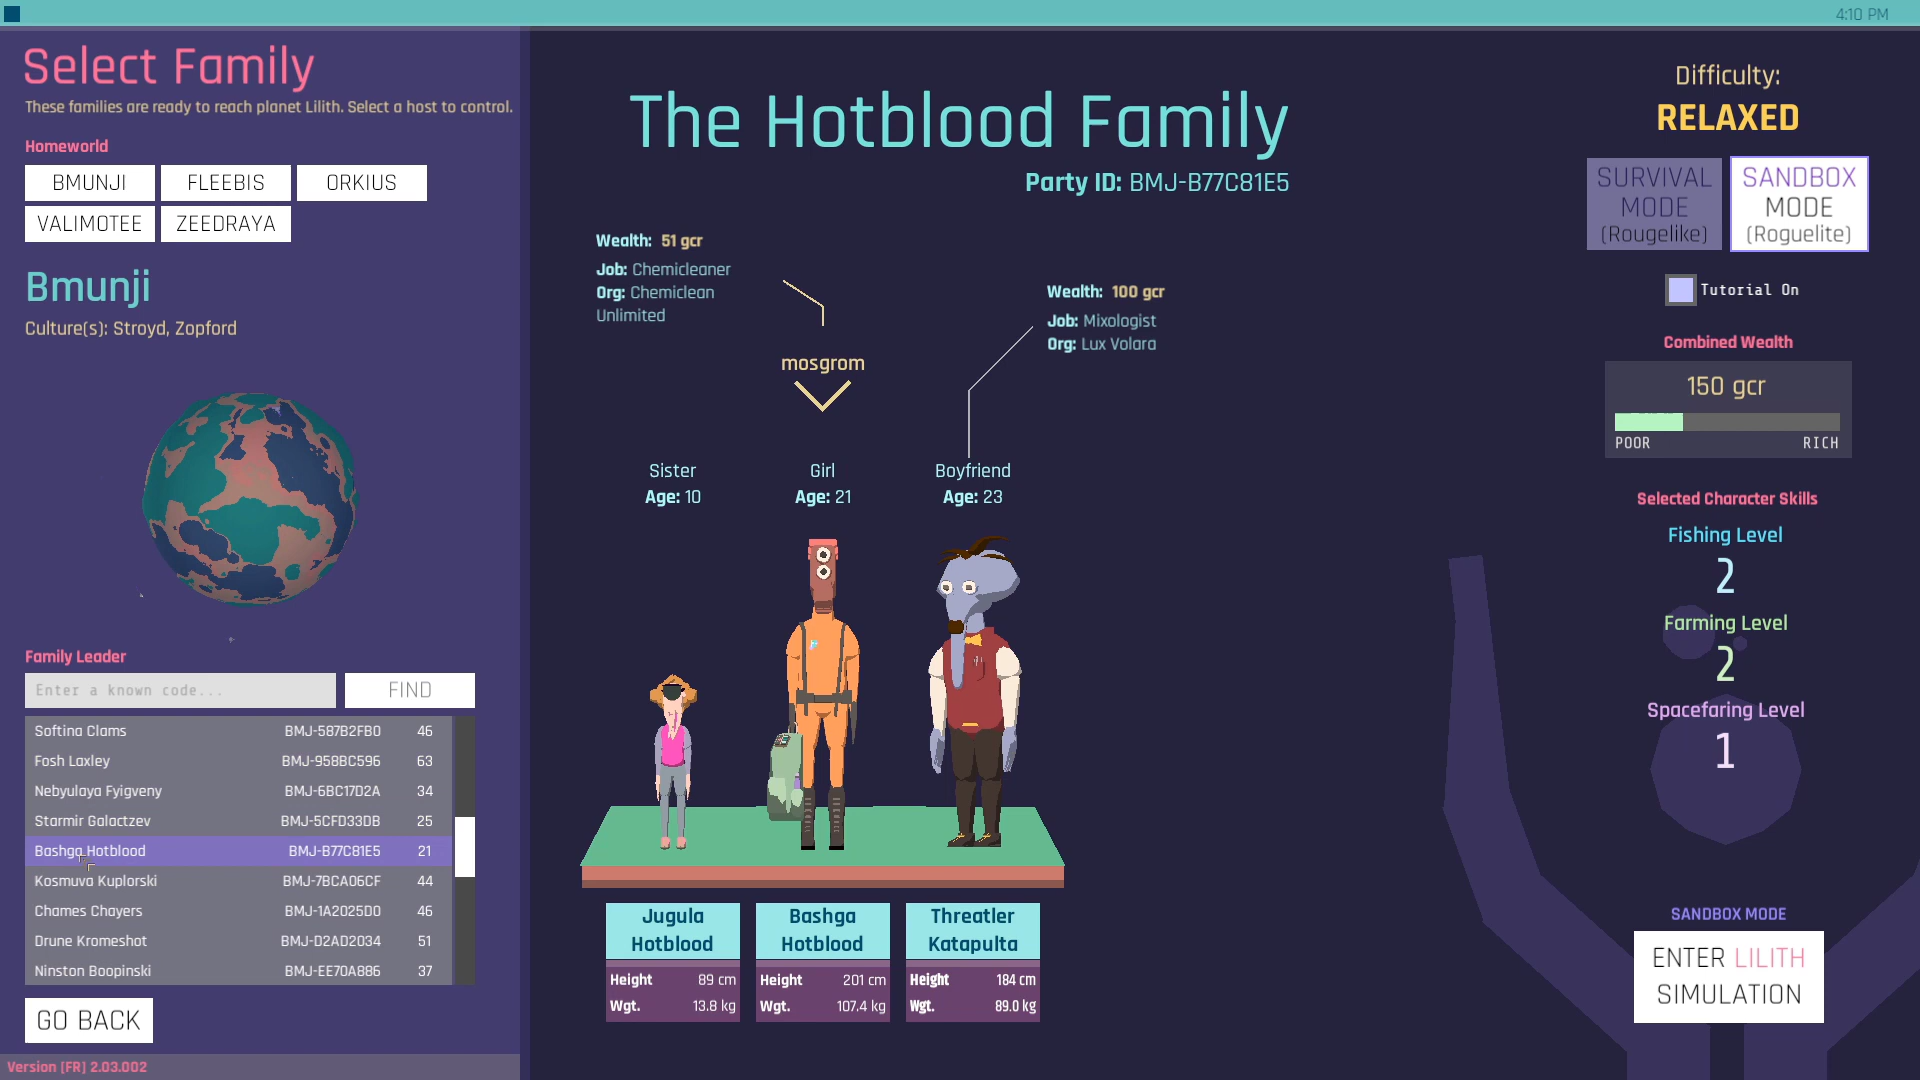 4:10 PM
Select Family
These families are ready to reach planet Lilith. Select a host to control.
Homeworld
BMUNJI
FLEEBIS
ORKIUS
VALIMOTEE
ZEEDRAYA
Bmunji
Culture(s): Stroyd, Zopford
Family Leader
Enter a known code...
FIND
Softina Clams BMJ-587B2FB0 46
Fosh Laxley BMJ-958BC596 63
Nebyulaya Fyigveny BMJ-6BC17D2A 34
Starmir Galactzev BMJ-5CFD33DB 25
Bashga Hotblood BMJ-B77C81E5 21
Kosmuva Kuplorski BMJ-7BCA06CF 44
Chames Chayers BMJ-1A2025D0 46
Drune Kromeshot BMJ-D2AD2034 51
Ninston Boopinski BMJ-EE70A886 37
GO BACK
Version [FR] 2.03.002
The Hotblood Family
Party ID: BMJ-B77C81E5
Wealth: 51 gcr
Job: Chemicleaner
Org: Chemiclean
Unlimited
Wealth: 100 gcr
Job: Mixologist
Org: Lux Volara
mosgrom
Sister
Age: 10
Girl
Age: 21
Boyfriend
Age: 23
Jugula
Hotblood
Height 89 cm
Wgt. 13.8 kg
Bashga
Hotblood
Height 201 cm
Wgt. 107.4 kg
Threatler
Katapulta
Height 184 cm
Wgt. 89.0 kg
Difficulty:
RELAXED
SURVIVAL
MODE
(Rougelike)
SANDBOX
MODE
(Roguelite)
Tutorial On
Combined Wealth
150 gcr
POOR RICH
Selected Character Skills
Fishing Level
2
Farming Level
2
Spacefaring Level
1
SANDBOX MODE
ENTER LILITH
SIMULATION